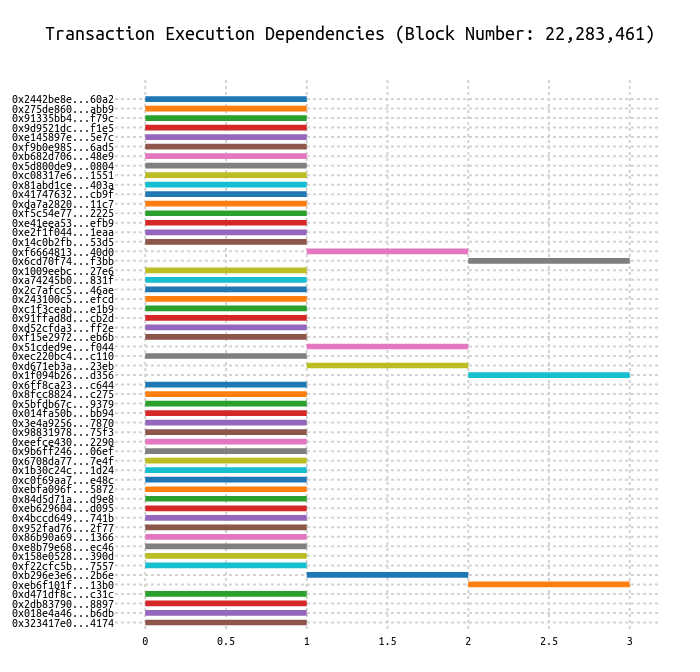 Transaction Execution Dependencies (Block Number: 22,283,461)
0x2442be8e...60a2
0x275de860...abb9
0x91335bb4...f79c
0x9d9521dc...f1e5
0xe145897e...5e7c
0xf9b0e985...6ad5
0xb682d706...48e9
0x5d800de9...0804
0xc08317e6...1551
0x81abd1ce...403a
0x41747632...cb9f
0xda7a2820...11c7
0xf5c54e77...2225
0xe41eea53...efb9
0xe2f1f044...1eaa
0x14c0b2fb...53d5
0xf6664813...40d0
0x6cd70f74...f3bb
0x1009eebc...27e6
0xa74245b0...831f
0x2c7afcc5...46ae
0x243100c5...efcd
0xc1f3ceab...e1b9
0x91ffad8d...cb2d
0xd52cfda3...ff2e
0xf15e2972...eb6b
0x51cded9e...f044
0xec220bc4...c110
0xd671eb3a...23eb
0x1f094b26...d356
0x6ff8ca23...c644
0x8fcc8824...c275
0x5bfdb67c...9379
0x014fa50b...bb94
0x3e4a9256...7870
0x98831978...75f3
0xeefce430...2290
0x9b6ff246...06ef
0x6708da77...7e4f
0x1b30c24c...1d24
0xc0f69aa7...e48c
0xebfa096f...5872
0x84d5d71a...d9e8
0xeb629604...d095
0x4bccd649...741b
0x952fad76...2f77
0x86b90a69...1366
0xe8b79e68...ec46
0x158e0528...390d
0xf22cfc5b...7557
0xb296e3e6...2b6e
0xeb6f101f...13b0
0xd471df8c...c31c
0x2db83790...8897
0x018e4a46...b6db
0x323417e0...4174
0 0.5 1 1.5 2 2.5 3